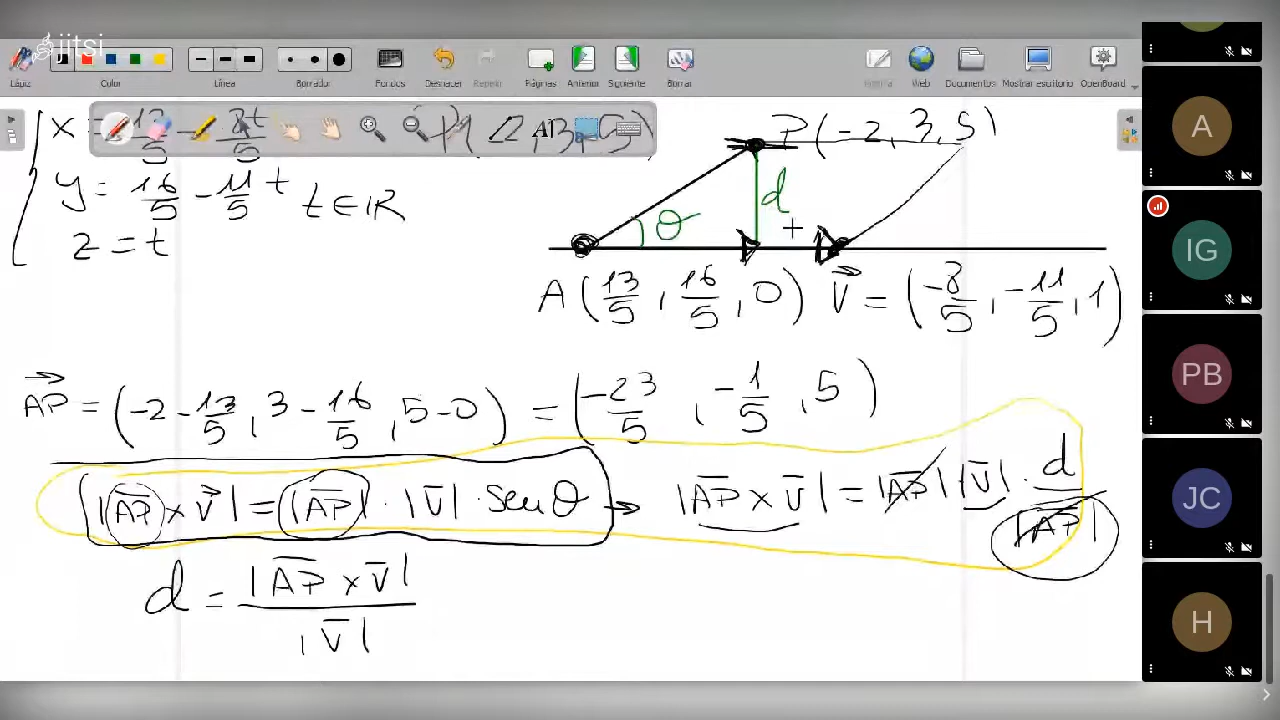 jitsi
Lápiz Color Línea Borrador Fondos Deshacer Repetir Páginas Anterior Siguiente Borrar Pizarra Web Documentos Mostrar escritorio OpenBoard
P(-2, 3, 5)
y = 16/5 - 11/5 t t ∈ IR
z = t
d
θ
+
A (13/5, 16/5, 0) V = (-8/5, -11/5, 1)
AP = (-2 - 13/5, 3 - 16/5, 5 - 0) = (-23/5, -1/5, 5)
|AP x V| = |AP| · |V| · sen θ → |AP x V| = |AP| · |V| · d/|AP|
d = |AP x V| / |V|
A
IG
PB
JC
H